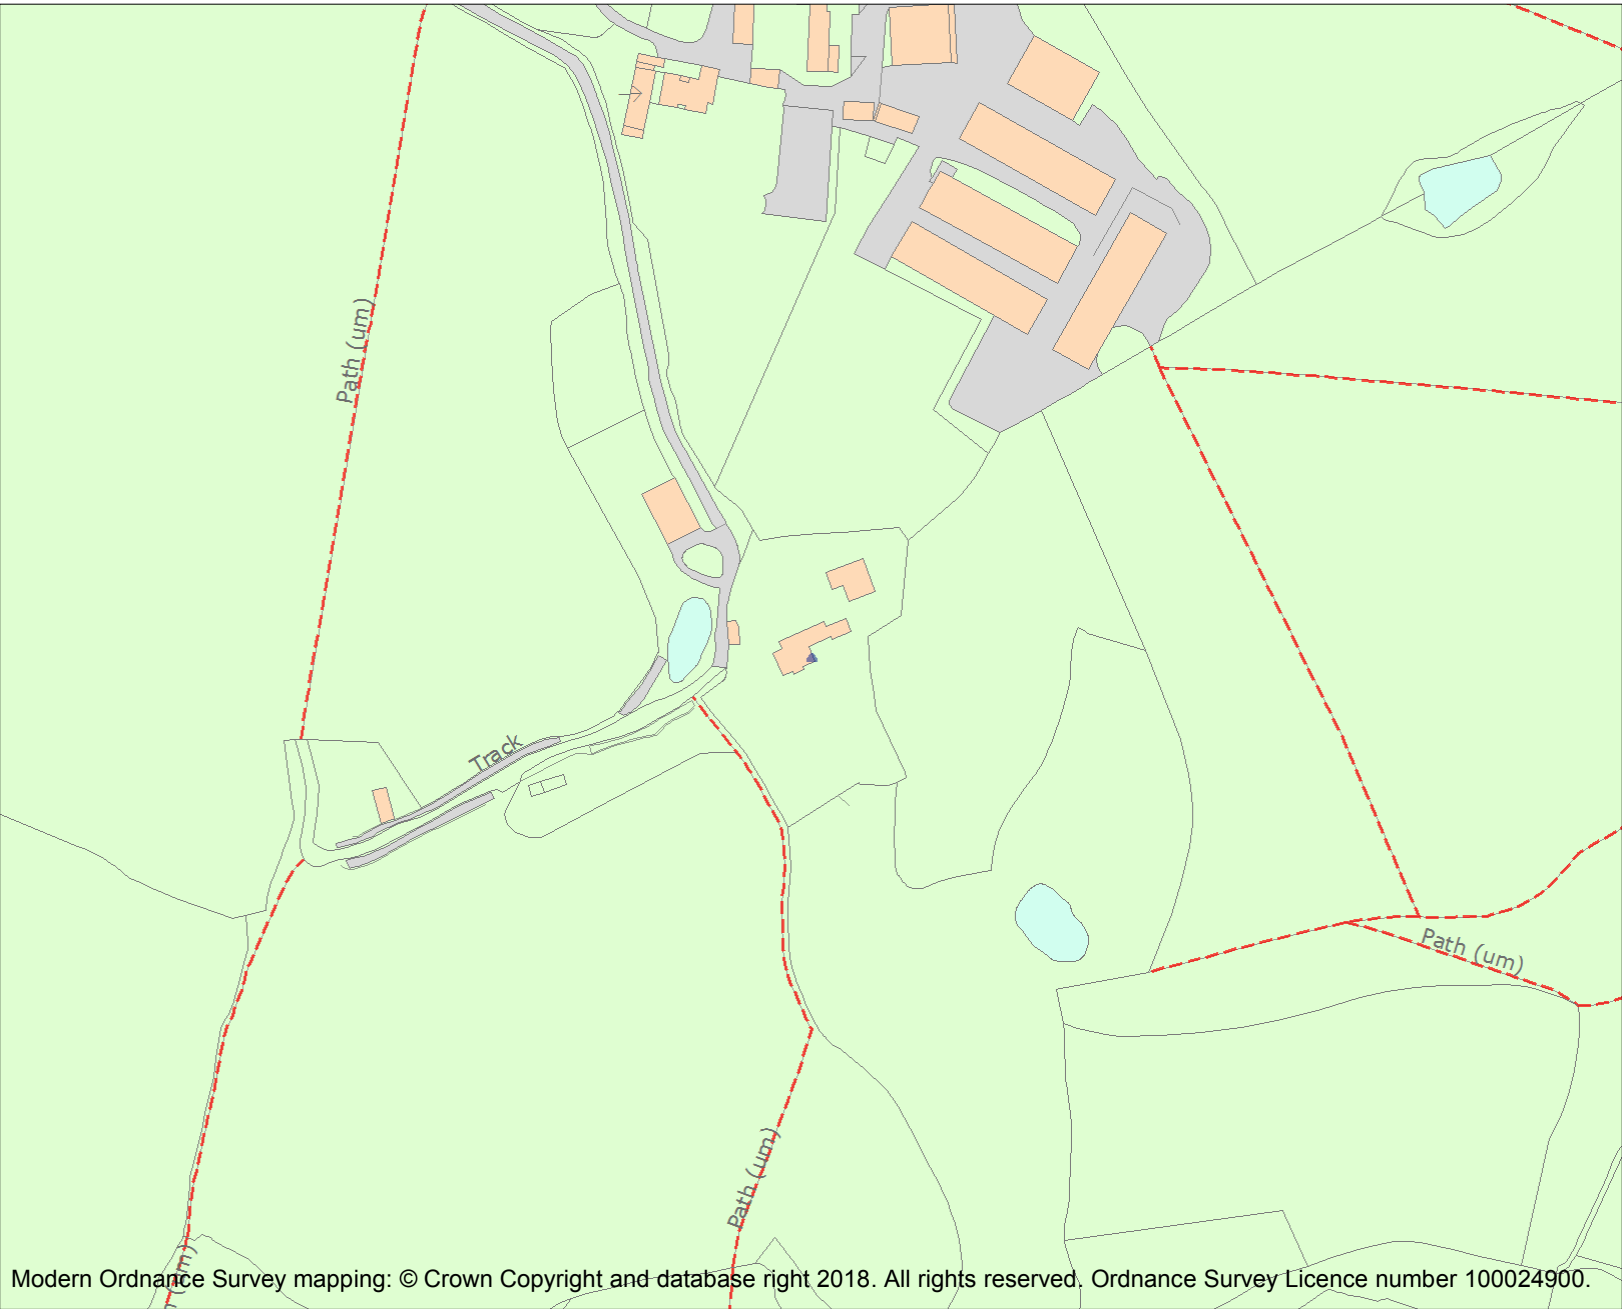 Path (um)
Track
Path (um)
Path (um)
(um)
Modern Ordnance Survey mapping: © Crown Copyright and database right 2018. All rights reserved. Ordnance Survey Licence number 100024900.